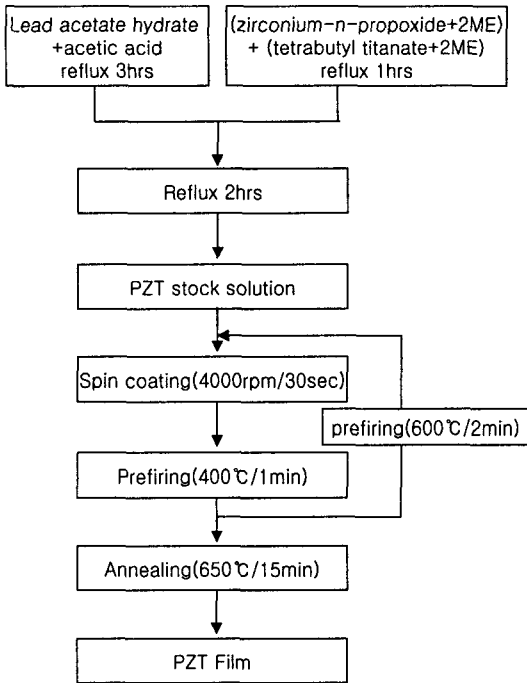 Lead acetate hydrate
+acetic acid
reflux 3hrs
(zirconium-n-propoxide+2ME)
+ (tetrabutyl titanate+2ME)
reflux 1hrs
Reflux 2hrs
PZT stock solution
Spin coating(4000rpm/30sec)
prefiring(600℃/2min)
Prefiring(400℃/1min)
Annealing(650℃/15min)
PZT Film